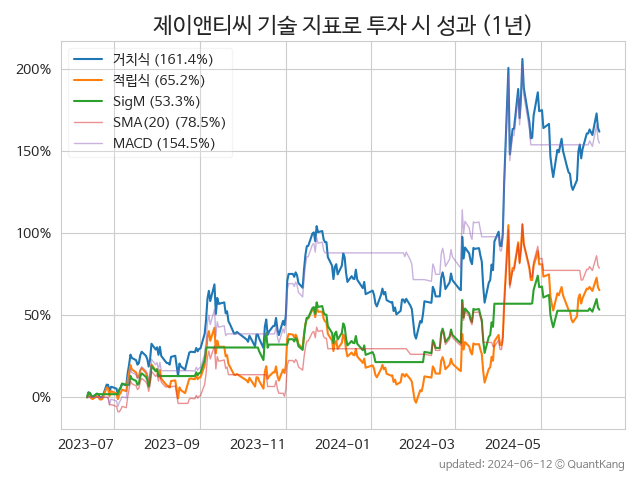 제이앤티씨 기술 지표로 투자 시 성과 (1년)
거치식 (161.4%)
적립식 (65.2%)
SigM (53.3%)
SMA(20) (78.5%)
MACD (154.5%)
200%
150%
100%
50%
0%
2023-07 2023-09 2023-11 2024-01 2024-03 2024-05
updated: 2024-06-12 © QuantKang